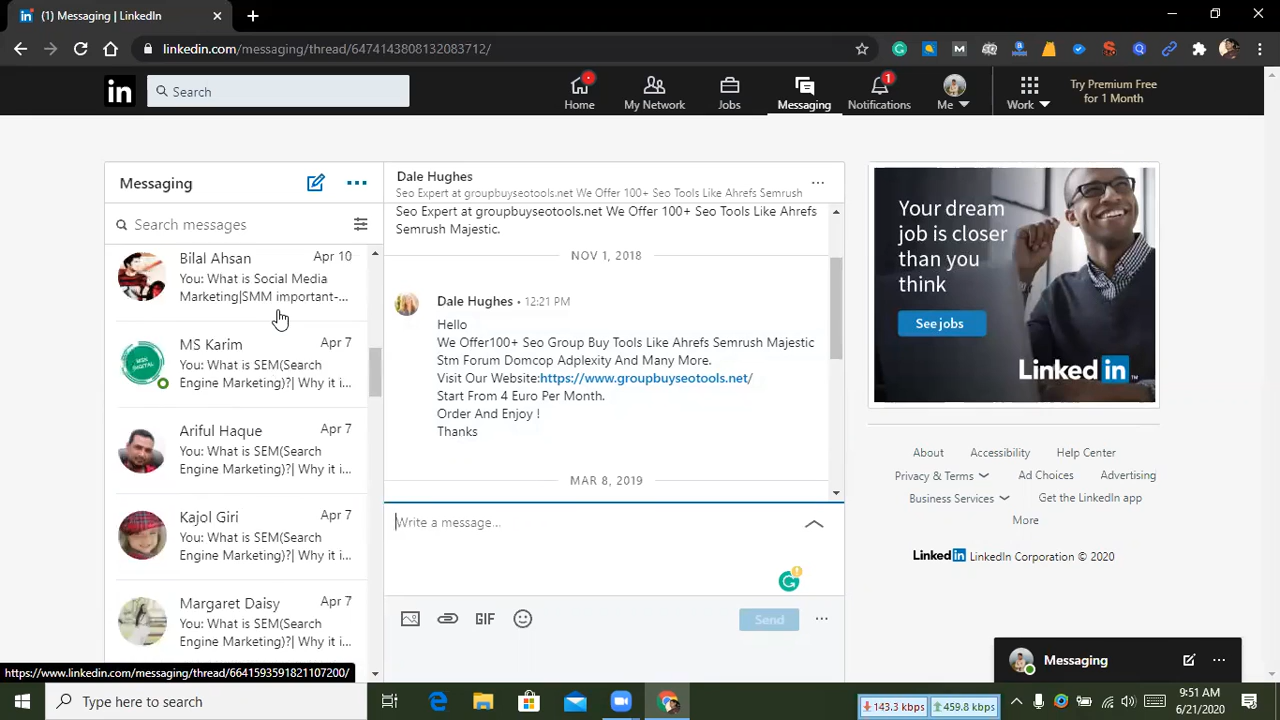 (1) Messaging | LinkedIn
linkedin.com/messaging/thread/6474143808132083712/
in
Search
Home
My Network
Jobs
Messaging
1
Notifications
Me
Work
Try Premium Free
for 1 Month
Messaging
Search messages
Bilal Ahsan
Apr 10
You: What is Social Media
Marketing|SMM important-...
MS Karim
Apr 7
You: What is SEM(Search
Engine Marketing)?| Why it i...
Ariful Haque
Apr 7
You: What is SEM(Search
Engine Marketing)?| Why it i...
Kajol Giri
Apr 7
You: What is SEM(Search
Engine Marketing)?| Why it i...
Margaret Daisy
Apr 7
You: What is SEM(Search
Engine Marketing)?| Why it i...
Dale Hughes
Seo Expert at groupbuyseotools.net We Offer 100+ Seo Tools Like Ahrefs Semrush
Seo Expert at groupbuyseotools.net We Offer 100+ Seo Tools Like Ahrefs
Semrush Majestic.
NOV 1, 2018
Dale Hughes • 12:21 PM
Hello
We Offer100+ Seo Group Buy Tools Like Ahrefs Semrush Majestic
Stm Forum Domcop Adplexity And Many More.
Visit Our Website:https://www.groupbuyseotools.net/
Start From 4 Euro Per Month.
Order And Enjoy !
Thanks
MAR 8, 2019
Write a message...
GIF
Send
Your dream
job is closer
than you
think
See jobs
Linked in
About Accessibility Help Center
Privacy & Terms Ad Choices Advertising
Business Services Get the LinkedIn app
More
Linked in LinkedIn Corporation © 2020
Messaging
https://www.linkedin.com/messaging/thread/6641593591821107200/
Type here to search
143.3 kbps
459.8 kbps
9:51 AM
6/21/2020